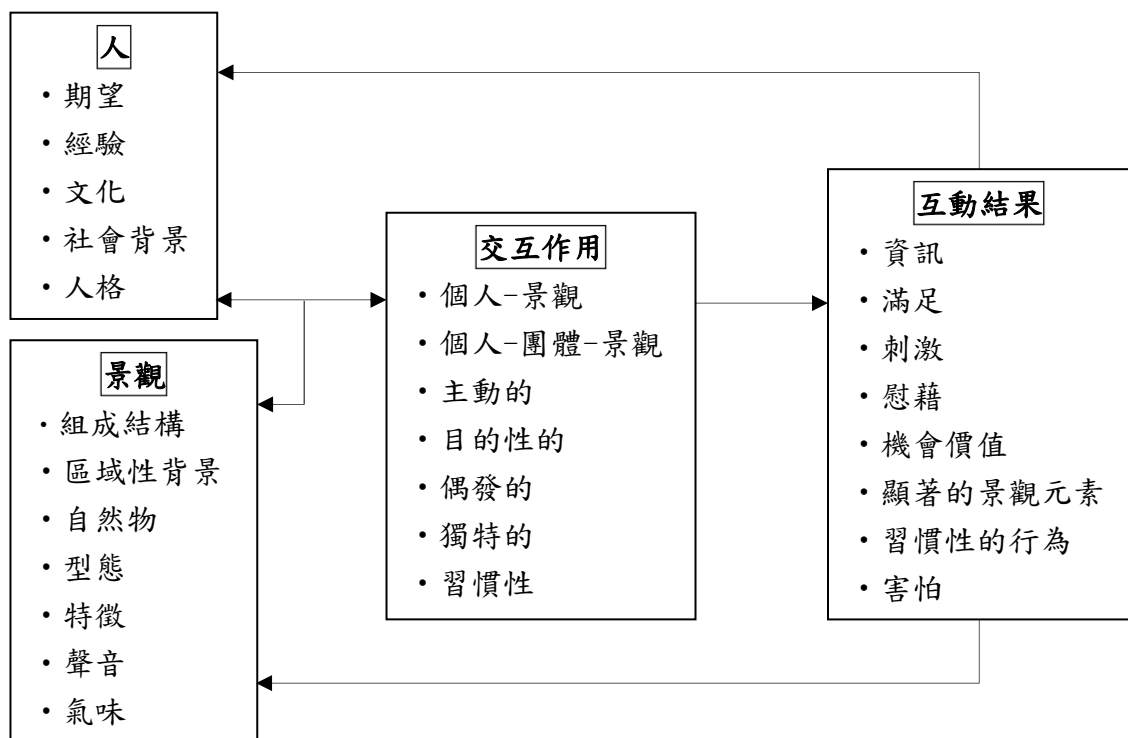 人
・期望
・經驗
・文化
・社會背景
・人格
景觀
・組成結構
・區域性背景
・自然物
・型態
・特徵
・聲音
・氣味
交互作用
・個人-景觀
・個人-團體-景觀
・主動的
・目的性的
・偶發的
・獨特的
・習慣性
互動結果
・資訊
・滿足
・刺激
・慰藉
・機會價值
・顯著的景觀元素
・習慣性的行為
・害怕